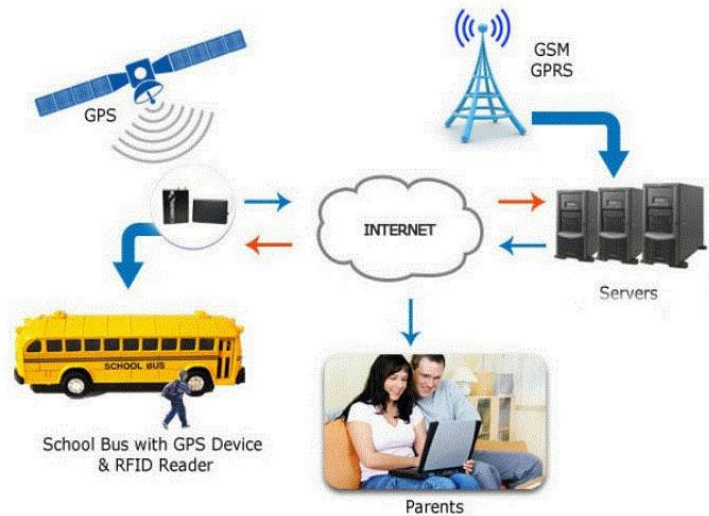 GPS
GSM
GPRS
INTERNET
Servers
SCHOOL BUS
School Bus with GPS Device
& RFID Reader
Parents